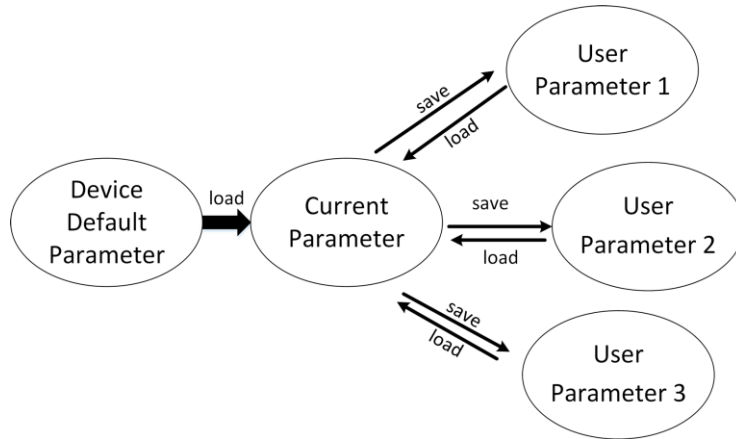 User
Parameter 1
save
load
Device
Default
Parameter
load
Current
Parameter
save
load
User
Parameter 2
save
load
User
Parameter 3